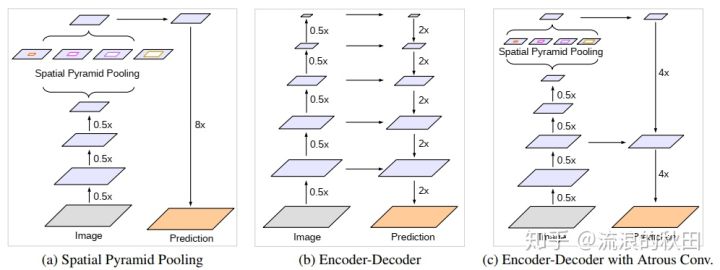 Spatial Pyramid Pooling
0.5x
0.5x
0.5x
8x
Image
Prediction
(a) Spatial Pyramid Pooling
0.5x
0.5x
0.5x
0.5x
0.5x
2x
2x
2x
2x
2x
Image
Prediction
(b) Encoder-Decoder
Spatial Pyramid Pooling
0.5x
0.5x
0.5x
0.5x
4x
4x
Image
Prediction
(c) Encoder-Decoder with Atrous Conv.
知乎 @流浪的秋田